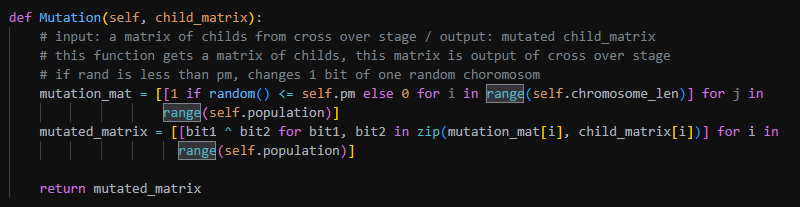 def Mutation(self, child_matrix):
    # input: a matrix of childs from cross over stage / output: mutated child_matrix
    # this function gets a matrix of childs, this matrix is output of cross over stage
    # if rand is less than pm, changes 1 bit of one random choromosom
    mutation_mat = [[1 if random() <= self.pm else 0 for i in range(self.chromosome_len)] for j in
                    range(self.population)]
    mutated_matrix = [[bit1 ^ bit2 for bit1, bit2 in zip(mutation_mat[i], child_matrix[i])] for i in
                      range(self.population)]
    return mutated_matrix